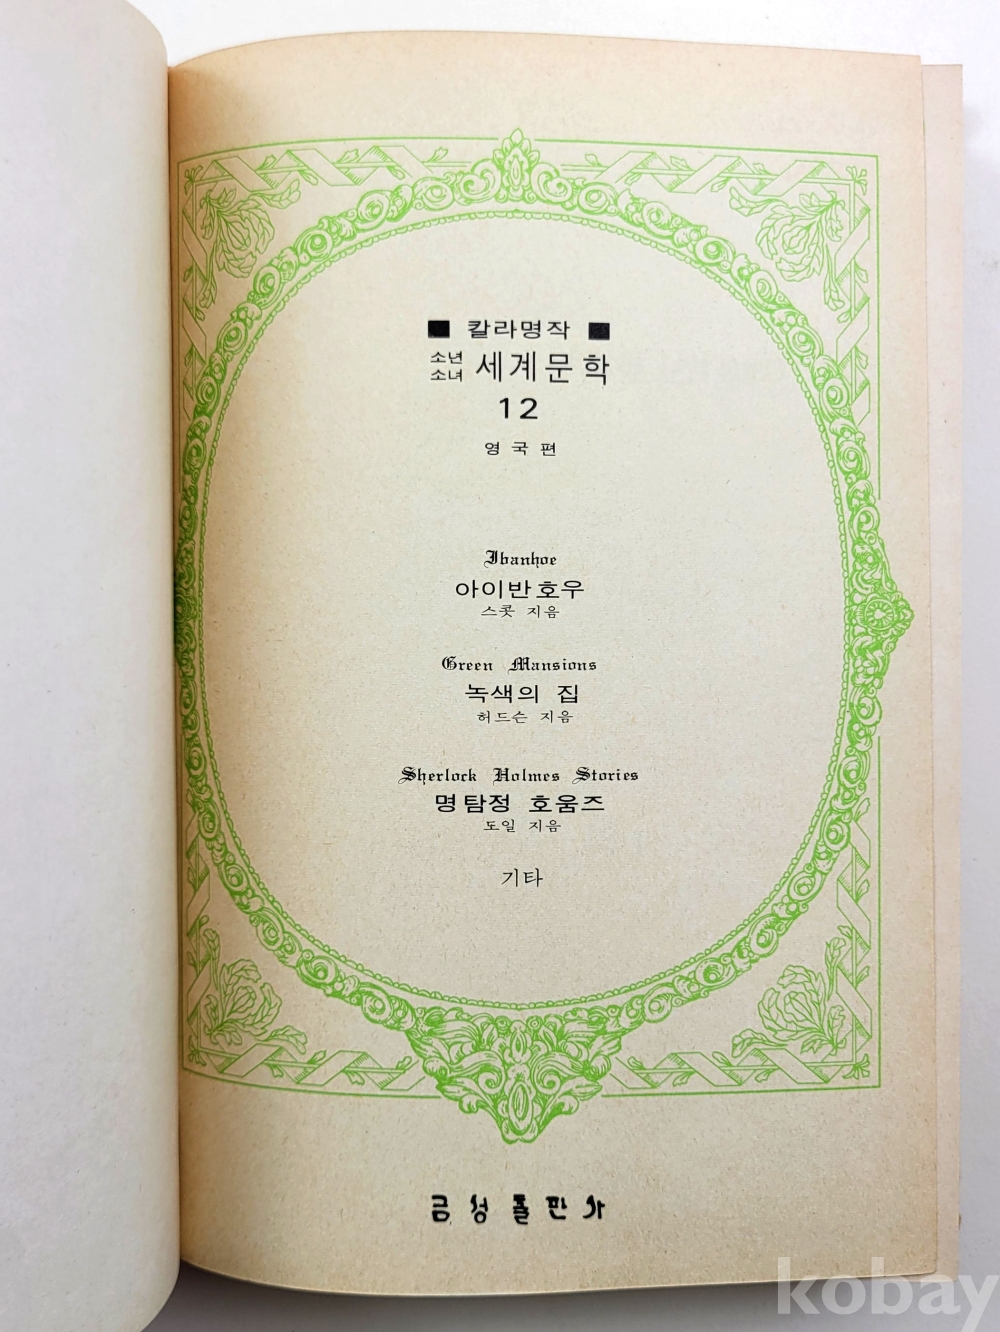 ■ 칼라명작 ■
소년
소녀 세계문학
12
영국편
Ibanhoe
아이반호우
스콧 지음
Green Mansions
녹색의 집
허드슨 지음
Sherlock Holmes Stories
명탐정 호움즈
도일 지음
기타
금성출판사
kobay